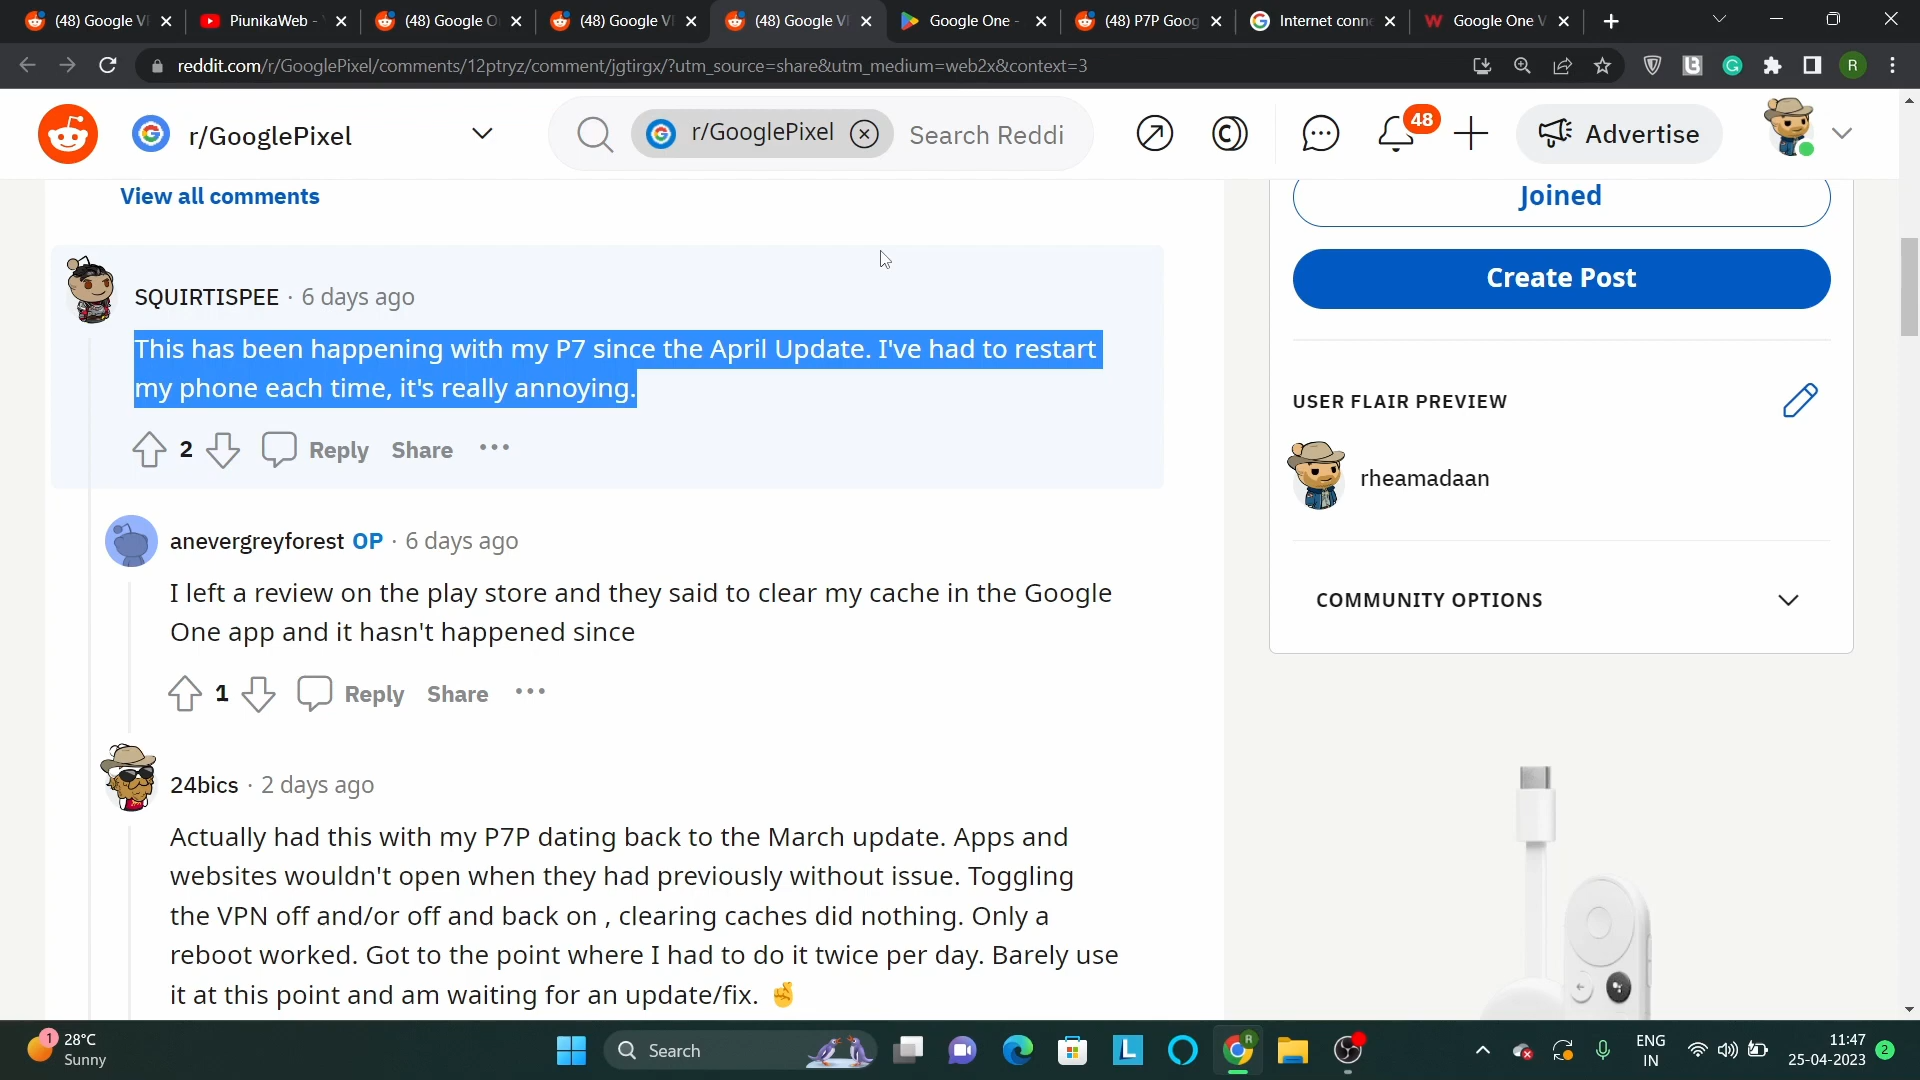 (48) Google VI
PiunikaWeb -
(48) Google O
(48) Google VI
(48) Google VI
Google One -
(48) P7P Goog
Internet conne
Google One V
reddit.com/r/GooglePixel/comments/12ptryz/comment/jgtirgx/?utm_source=share&utm_medium=web2x&context=3
R
r/GooglePixel
r/GooglePixel
Search Reddi
48
Advertise
View all comments
Joined
Create Post
SQUIRTISPEE · 6 days ago
This has been happening with my P7 since the April Update. I've had to restart
my phone each time, it's really annoying.
2
Reply
Share
USER FLAIR PREVIEW
rheamadaan
anevergreyforest OP · 6 days ago
I left a review on the play store and they said to clear my cache in the Google
One app and it hasn't happened since
1
Reply
Share
COMMUNITY OPTIONS
24bics · 2 days ago
Actually had this with my P7P dating back to the March update. Apps and
websites wouldn't open when they had previously without issue. Toggling
the VPN off and/or off and back on , clearing caches did nothing. Only a
reboot worked. Got to the point where I had to do it twice per day. Barely use
it at this point and am waiting for an update/fix. 🤞
1
28°C
Sunny
Search
L
R
ENG
IN
11:47
25-04-2023
2